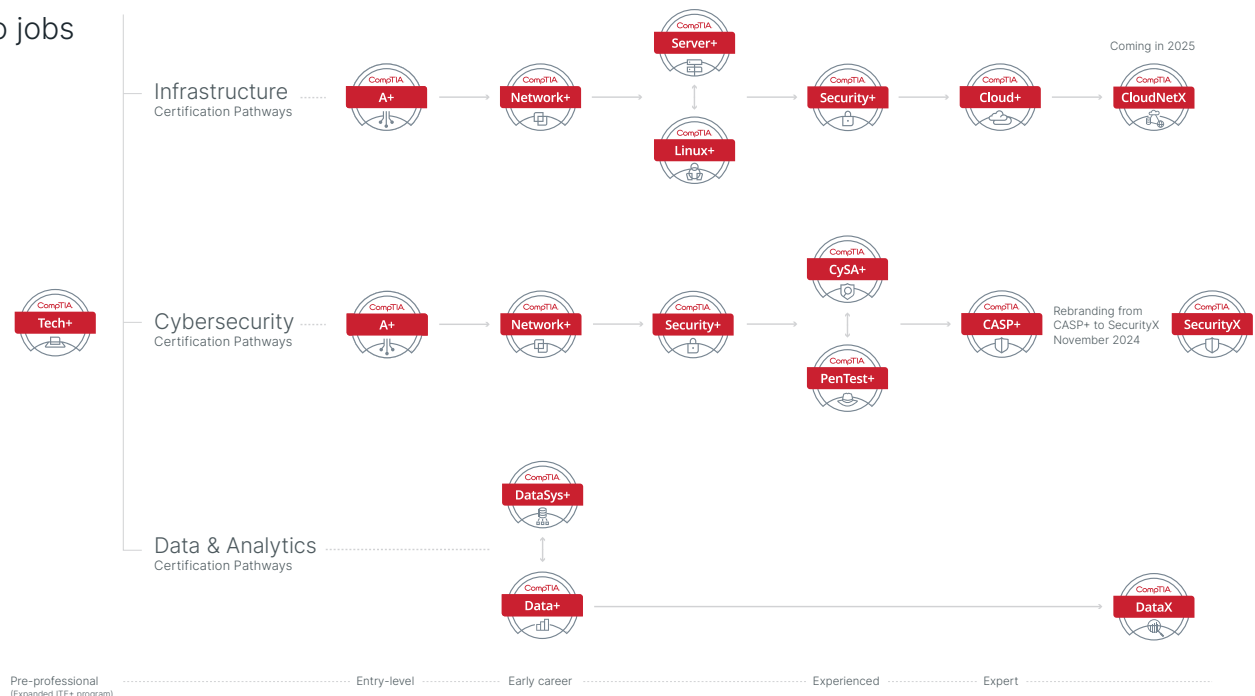 o jobs
Infrastructure
Certification Pathways
CompTIA
A+
CompTIA
Network+
CompTIA
Server+
CompTIA
Linux+
CompTIA
Security+
CompTIA
Cloud+
Coming in 2025
CompTIA
CloudNetX
CompTIA
Tech+
Cybersecurity
Certification Pathways
CompTIA
A+
CompTIA
Network+
CompTIA
Security+
CompTIA
CySA+
CompTIA
PenTest+
CompTIA
CASP+
Rebranding from
CASP+ to SecurityX
November 2024
CompTIA
SecurityX
Data & Analytics
Certification Pathways
CompTIA
DataSys+
CompTIA
Data+
CompTIA
DataX
Pre-professional
(Expanded ITF+ program)
Entry-level
Early career
Experienced
Expert